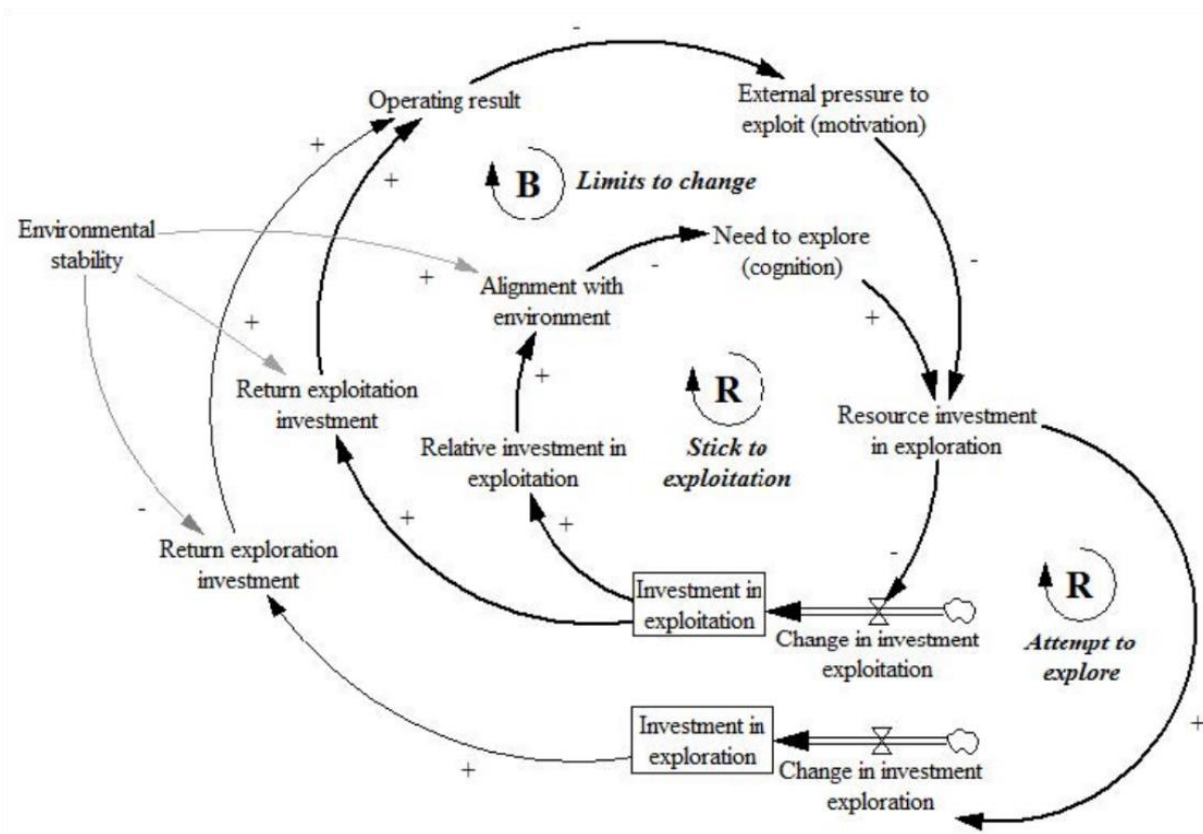 -
Operating result
External pressure to
exploit (motivation)
+
+
B
Limits to change
Environmental
stability
Need to explore
(cognition)
-
-
+
Alignment with
environment
+
+
+
R
Return exploitation
investment
Resource investment
in exploration
Relative investment in
exploitation
Stick to
exploitation
-
+
+
Return exploration
investment
-
R
Investment in
exploitation
Change in investment
exploitation
Attempt to
explore
Investment in
exploration
+
+
Change in investment
exploration